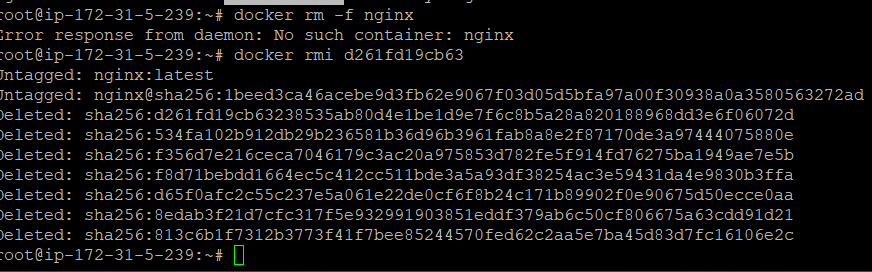 root@ip-172-31-5-239:~# docker rm -f nginx
Error response from daemon: No such container: nginx
root@ip-172-31-5-239:~# docker rmi d261fd19cb63
Untagged: nginx:latest
Untagged: nginx@sha256:1beed3ca46acebe9d3fb62e9067f03d05d5bfa97a00f30938a0a3580563272ad
Deleted: sha256:d261fd19cb63238535ab80d4e1be1d9e7f6c8b5a28a820188968dd3e6f06072d
Deleted: sha256:534fa102b912db29b236581b36d96b3961fab8a8e2f87170de3a97444075880e
Deleted: sha256:f356d7e216ceca7046179c3ac20a975853d782fe5f914fd76275ba1949ae7e5b
Deleted: sha256:f8d71bebdd1664ec5c412cc511bde3a5a93df38254ac3e59431da4e9830b3ffa
Deleted: sha256:d65f0afc2c55c237e5a061e22de0cf6f8b24c171b89902f0e90675d50ecce0aa
Deleted: sha256:8edab3f21d7cfc317f5e932991903851eddf379ab6c50cf806675a63cdd91d21
Deleted: sha256:813c6b1f7312b3773f41f7bee85244570fed62c2aa5e7ba45d83d7fc16106e2c
root@ip-172-31-5-239:~#